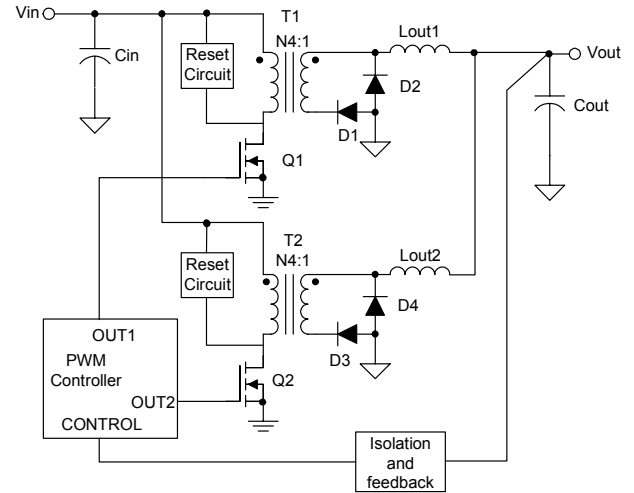 Vin
T1
Lout1
N4:1
Vout
Cin
Reset
Circuit
D2
Cout
D1
Q1
T2
Lout2
N4:1
Reset
Circuit
D4
D3
OUT1
PWM
Controller
Q2
OUT2
CONTROL
Isolation
and
feedback